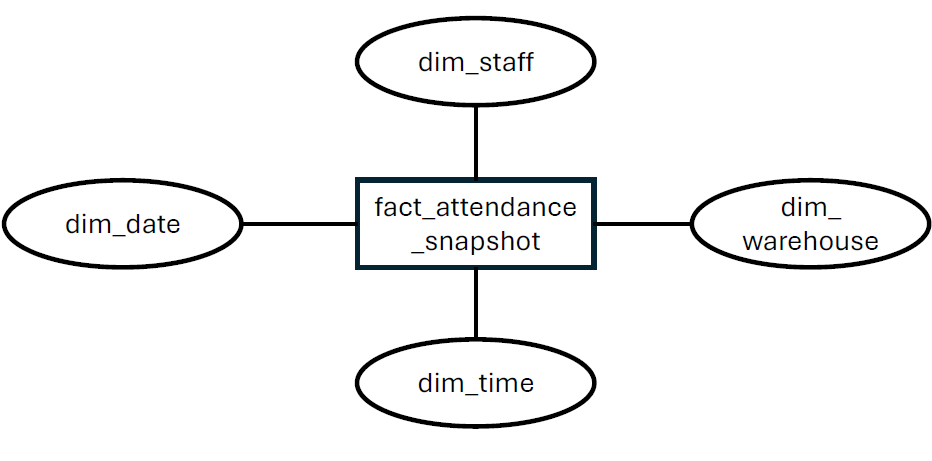 dim_staff
dim_date
fact_attendance
_snapshot
dim_
warehouse
dim_time